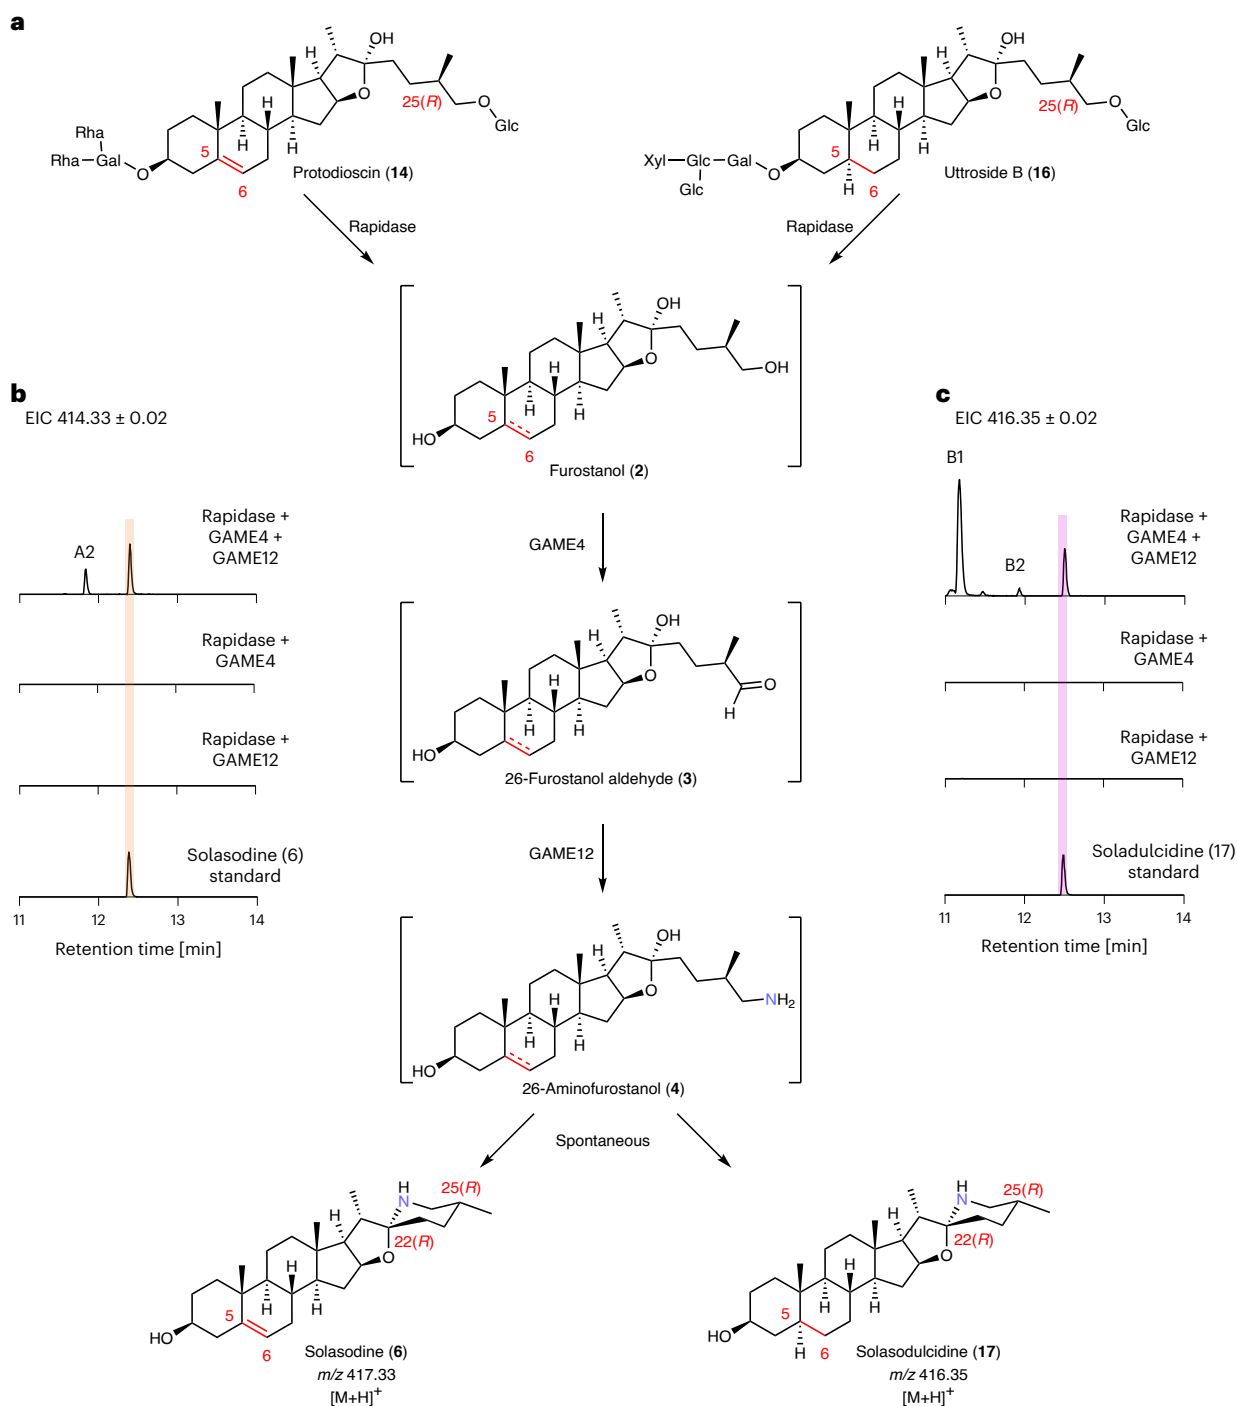 a
OH
H
O
25(R)
O
Glc
Rha
Rha
Gal
O
5
6
H
H
H
Protodioscin (14)
OH
H
O
25(R)
O
Glc
Xyl
Glc
Gal
O
Glc
5
6
H
H
H
H
Uttroside B (16)
Rapidase
Rapidase
OH
H
O
OH
H
H
H
5
6
HO
Furostanol (2)
b
EIC 414.33 ± 0.02
A2
Rapidase +
GAME4 +
GAME12
Rapidase +
GAME4
Rapidase +
GAME12
Solasodine (6)
standard
11
12
13
14
Retention time [min]
c
EIC 416.35 ± 0.02
B1
B2
Rapidase +
GAME4 +
GAME12
Rapidase +
GAME4
Rapidase +
GAME12
Soladulcidine (17)
standard
11
12
13
14
Retention time [min]
GAME4
OH
H
O
O
H
H
H
H
HO
26-Furostanol aldehyde (3)
GAME12
OH
H
O
NH2
H
H
H
HO
26-Aminofurostanol (4)
Spontaneous
H
N
25(R)
H
22(R)
O
H
H
H
5
6
HO
Solasodine (6)
m/z 417.33
[M+H]+
H
N
25(R)
H
22(R)
O
H
H
H
5
H
6
HO
Solasodulcidine (17)
m/z 416.35
[M+H]+